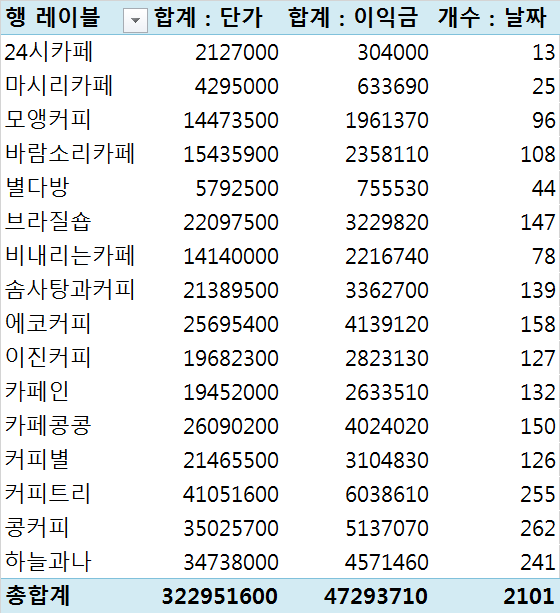 행 레이블 합계 : 단가 합계 : 이익금 개수 : 날짜
24시카페 2127000 304000 13
마시리카페 4295000 633690 25
모앵커피 14473500 1961370 96
바람소리카페 15435900 2358110 108
별다방 5792500 755530 44
브라질숍 22097500 3229820 147
비내리는카페 14140000 2216740 78
솜사탕과커피 21389500 3362700 139
에코커피 25695400 4139120 158
이진커피 19682300 2823130 127
카페인 19452000 2633510 132
카페콩콩 26090200 4024020 150
커피별 21465500 3104830 126
커피트리 41051600 6038610 255
콩커피 35025700 5137070 262
하늘과나 34738000 4571460 241
총합계 322951600 47293710 2101